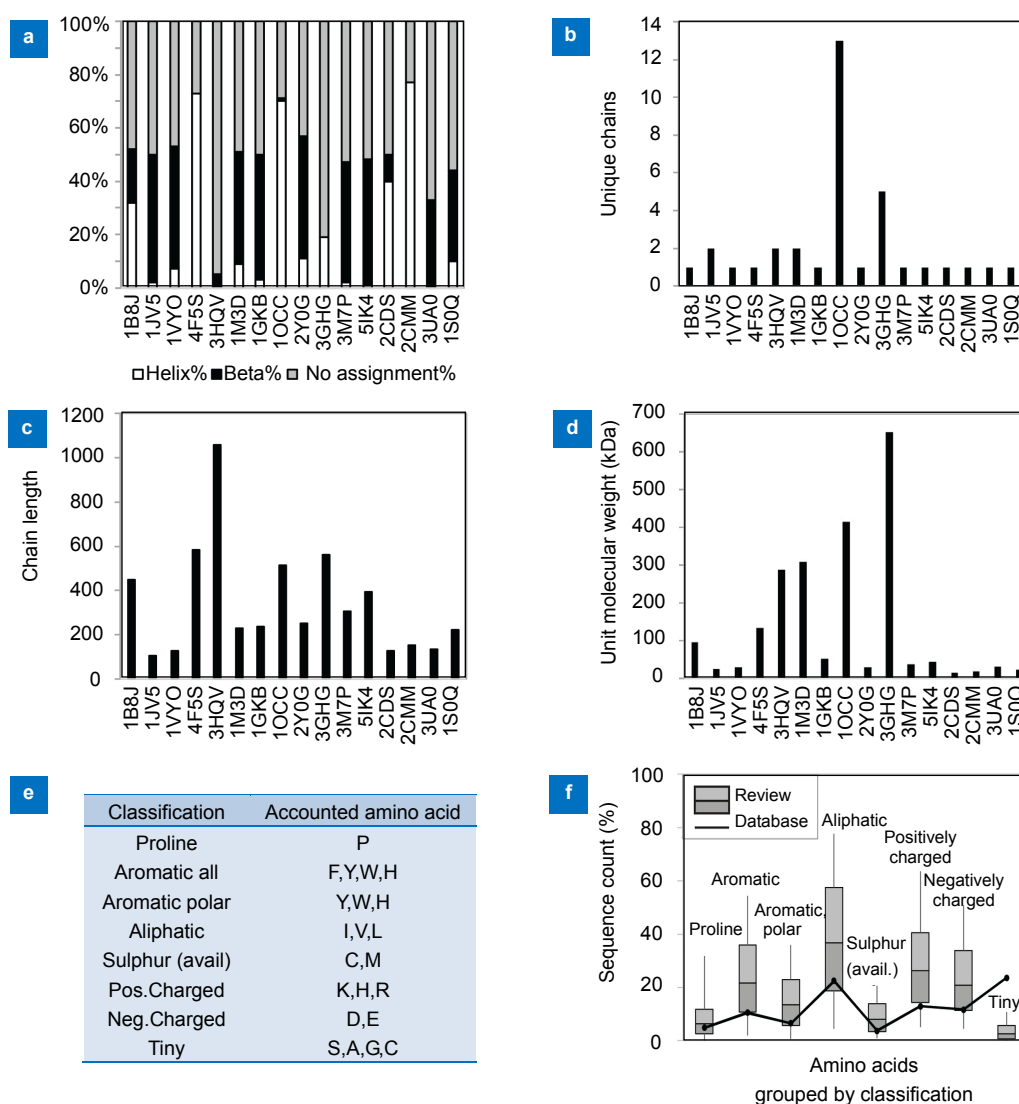 a
100%
80%
60%
40%
20%
0%
1B8J
1JV5
1VYO
4F5S
3HQV
1M3D
1GKB
1OCC
2Y0G
3GHG
3M7P
5IK4
2CDS
2CMM
3UA0
1S0Q
Helix% Beta% No assignment%
b
Unique chains
14
12
10
8
6
4
2
0
1B8J
1JV5
1VYO
4F5S
3HQV
1M3D
1GKB
1OCC
2Y0G
3GHG
3M7P
5IK4
2CDS
2CMM
3UA0
1S0Q
c
Chain length
1200
1000
800
600
400
200
0
1B8J
1JV5
1VYO
4F5S
3HQV
1M3D
1GKB
1OCC
2Y0G
3GHG
3M7P
5IK4
2CDS
2CMM
3UA0
1S0Q
d
Unit molecular weight (kDa)
700
600
500
400
300
200
100
0
1B8J
1JV5
1VYO
4F5S
3HQV
1M3D
1GKB
1OCC
2Y0G
3GHG
3M7P
5IK4
2CDS
2CMM
3UA0
1S0Q
e
Classification Accounted amino acid
Proline P
Aromatic all F,Y,W,H
Aromatic polar Y,W,H
Aliphatic I,V,L
Sulphur (avail) C,M
Pos.Charged K,H,R
Neg.Charged D,E
Tiny S,A,G,C
f
Sequence count (%)
100
80
60
40
20
0
Review
Database
Proline
Aromatic
Aromatic,
polar
Aliphatic
Sulphur
(avail.)
Positively
charged
Negatively
charged
Tiny
Amino acids
grouped by classification